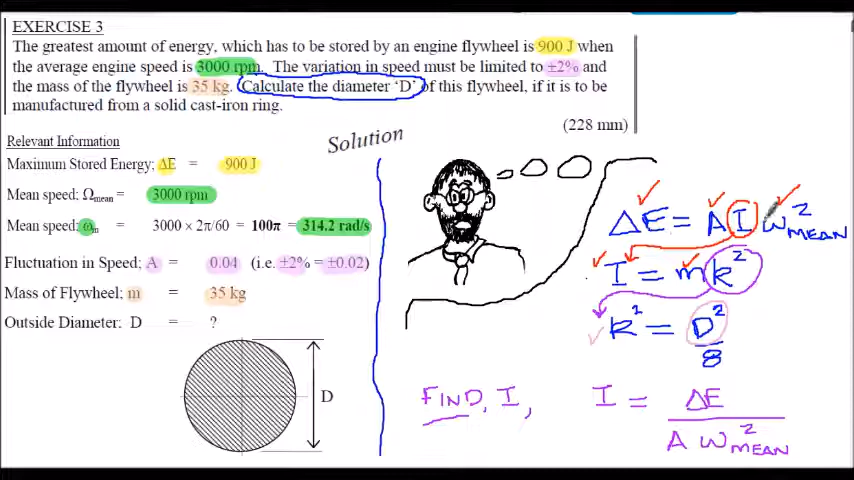 EXERCISE 3
The greatest amount of energy, which has to be stored by an engine flywheel is 900 J when
the average engine speed is 3000 rpm. The variation in speed must be limited to ±2% and
the mass of the flywheel is 35 kg. Calculate the diameter 'D' of this flywheel, if it is to be
manufactured from a solid cast-iron ring.
(228 mm)
Relevant Information
Solution
Maximum Stored Energy; ΔE = 900 J
Mean speed: Ωmean = 3000 rpm
Mean speed: ωm = 3000 × 2π/60 = 100π = 314.2 rad/s
Fluctuation in Speed; A = 0.04 (i.e. ±2% = ±0.02)
Mass of Flywheel; m = 35 kg
Outside Diameter: D = ?
D
ΔE = A I ω²MEAN
I = m k²
k² = D²/8
FIND, I, I = ΔE / A ω²MEAN